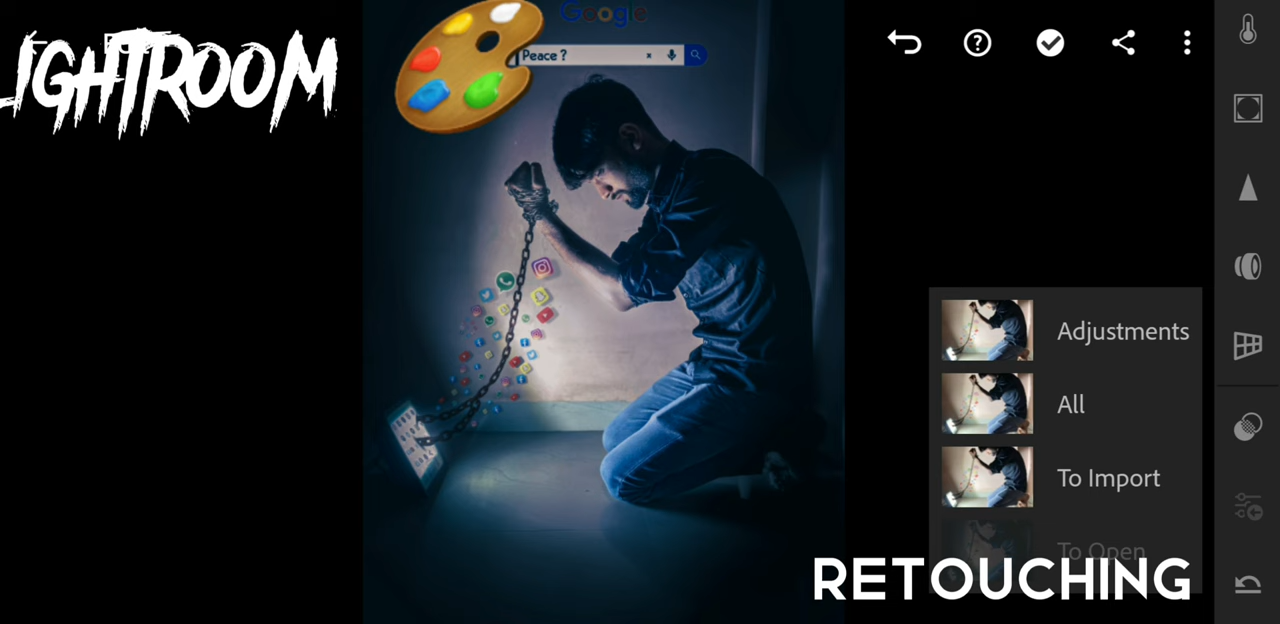 Google
LIGHTROOM
Peace ?
Adjustments
All
To Import
To Open
RETOUCHING